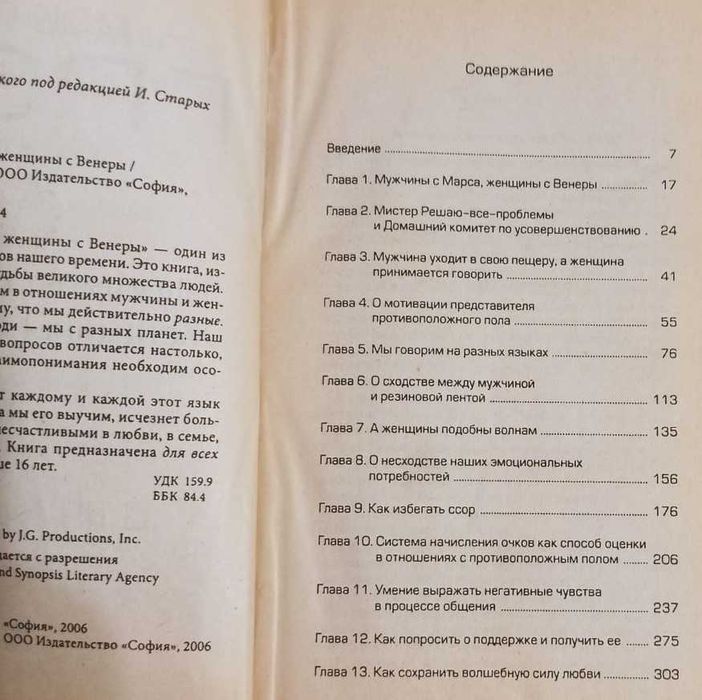 кого под редакцией И. Старых
женщины с Венеры /
ООО Издательство «София»,
4
женщины с Венеры» — один из
ов нашего времени. Это книга, из-
дьбы великого множества людей.
м в отношениях мужчины и жен-
у, что мы действительно разные.
юди — мы с разных планет. Наш
вопросов отличается настолько,
аимопонимания необходим осо-
т каждому и каждой этот язык
а мы его выучим, исчезнет боль-
несчастливыми в любви, в семье,
. Книга предназначена для всех
ше 16 лет.
УДК 159.9
ББК 84.4
by J.G. Productions, Inc.
дается с разрешения
nd Synopsis Literary Agency
«София», 2006
ООО Издательство «София», 2006
Содержание
Введение ........ 7
Глава 1. Мужчины с Марса, женщины с Венеры ........ 17
Глава 2. Мистер Решаю-все-проблемы
и Домашний комитет по усовершенствованию . 24
Глава 3. Мужчина уходит в свою пещеру, а женщина
принимается говорить ........ 41
Глава 4. О мотивации представителя
противоположного пола ........ 55
Глава 5. Мы говорим на разных языках ........ 76
Глава 6. О сходстве между мужчиной
и резиновой лентой ........ 113
Глава 7. А женщины подобны волнам ........ 135
Глава 8. О несходстве наших эмоциональных
потребностей ........ 156
Глава 9. Как избегать ссор ........ 176
Глава 10. Система начисления очков как способ оценки
в отношениях с противоположным полом ........ 206
Глава 11. Умение выражать негативные чувства
в процессе общения ........ 237
Глава 12. Как попросить о поддержке и получить ее ........ 275
Глава 13. Как сохранить волшебную силу любви ........ 303